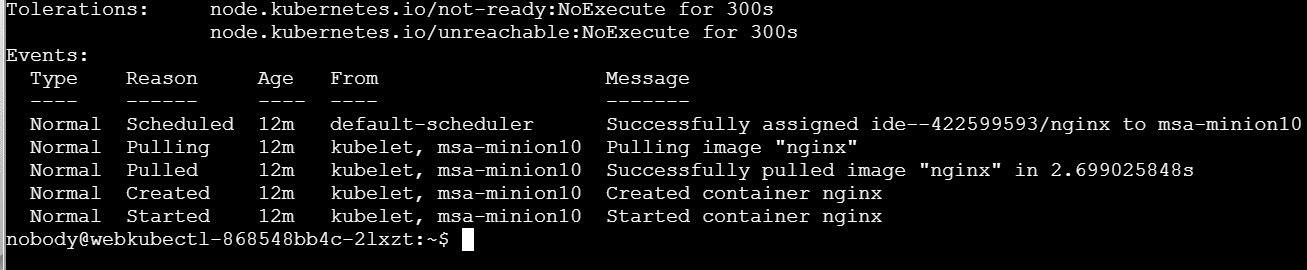 Tolerations:     node.kubernetes.io/not-ready:NoExecute for 300s
                 node.kubernetes.io/unreachable:NoExecute for 300s
Events:
  Type    Reason     Age   From                   Message
  ----    ------     ----  ----                   -------
  Normal  Scheduled  12m   default-scheduler      Successfully assigned ide--422599593/nginx to msa-minion10
  Normal  Pulling    12m   kubelet, msa-minion10  Pulling image "nginx"
  Normal  Pulled     12m   kubelet, msa-minion10  Successfully pulled image "nginx" in 2.699025848s
  Normal  Created    12m   kubelet, msa-minion10  Created container nginx
  Normal  Started    12m   kubelet, msa-minion10  Started container nginx
nobody@webkubectl-868548bb4c-2lxzt:~$